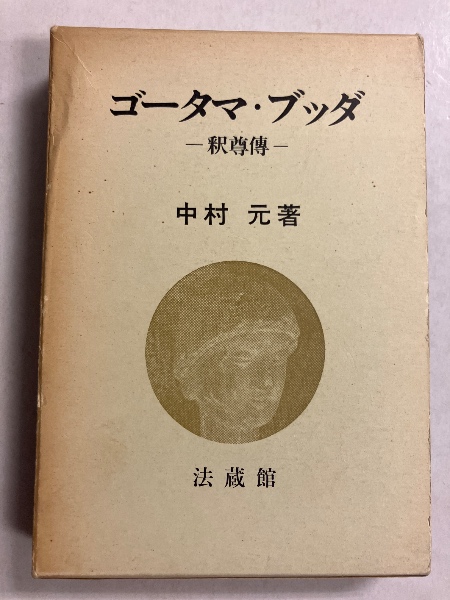 ゴータマ・ブッダ
―釈尊傳―
中村 元著
法蔵館